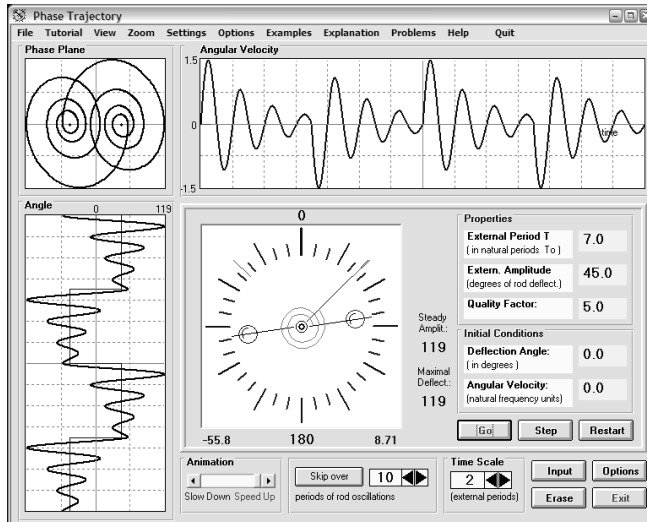 Phase Trajectory
File Tutorial View Zoom Settings Options Examples Explanation Problems Help Quit
Phase Plane
Angular Velocity
1.5
0
-1.5
time
Angle
0 119
0
-55.8 180 8.71
Steady
Amplit.:
119
Maximal
Deflect.:
119
Properties
External Period T 7.0
( in natural periods To )
Extern. Amplitude 45.0
(degrees of rod deflect.)
Quality Factor: 5.0
Initial Conditions
Deflection Angle: 0.0
( in degrees )
Angular Velocity: 0.0
(natural frequency units)
Go Step Restart
Animation
Slow Down Speed Up
Skip over 10
periods of rod oscillations
Time Scale
2
(external periods)
Input Options
Erase Exit